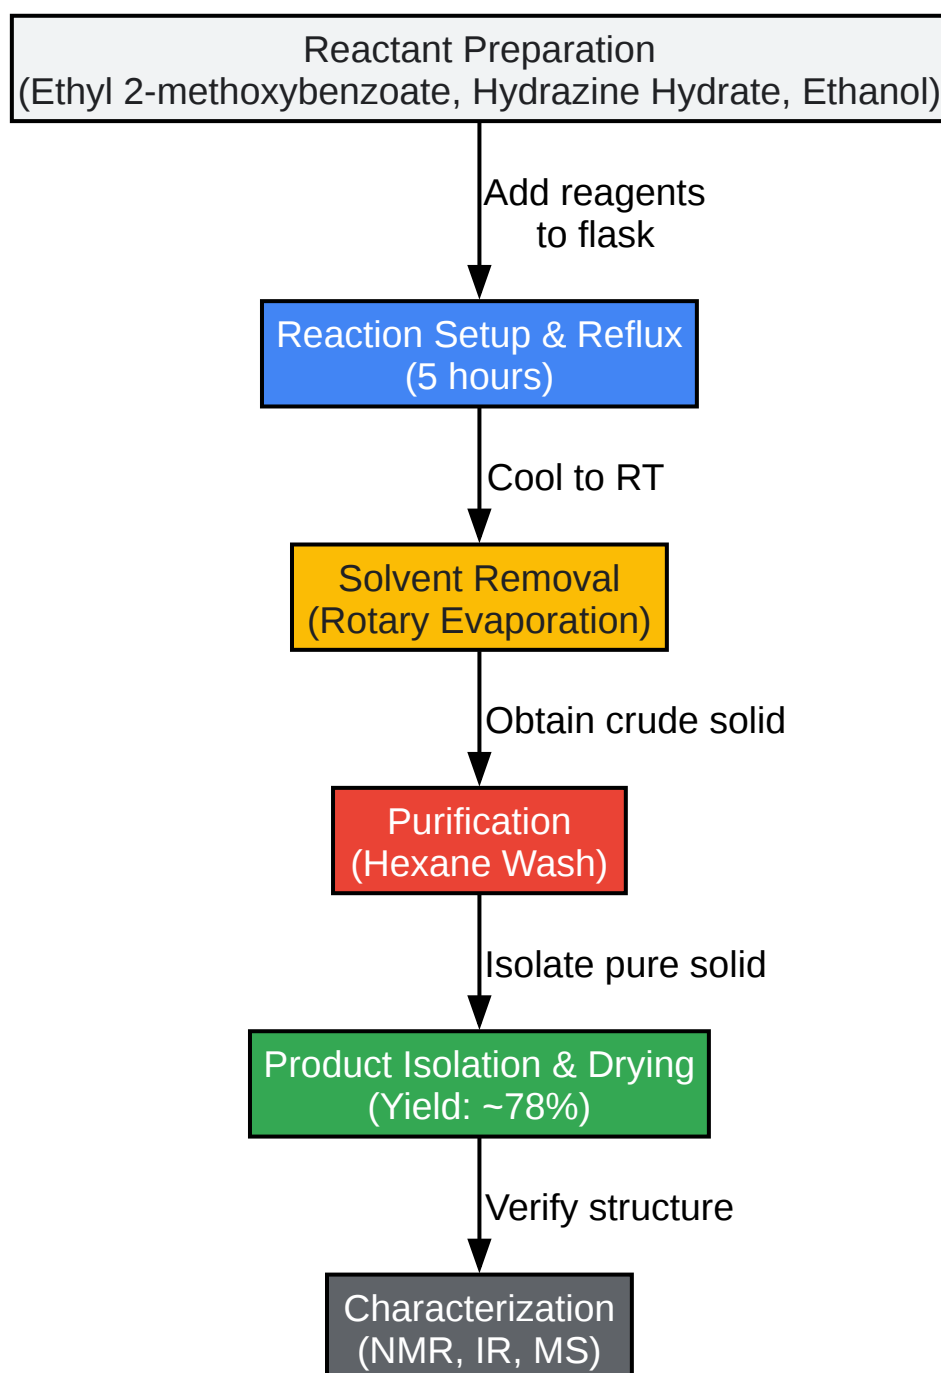 Reactant Preparation
(Ethyl 2-methoxybenzoate, Hydrazine Hydrate, Ethanol)
Add reagents
to flask
Reaction Setup & Reflux
(5 hours)
Cool to RT
Solvent Removal
(Rotary Evaporation)
Obtain crude solid
Purification
(Hexane Wash)
Isolate pure solid
Product Isolation & Drying
(Yield: ~78%)
Verify structure
Characterization
(NMR, IR, MS)